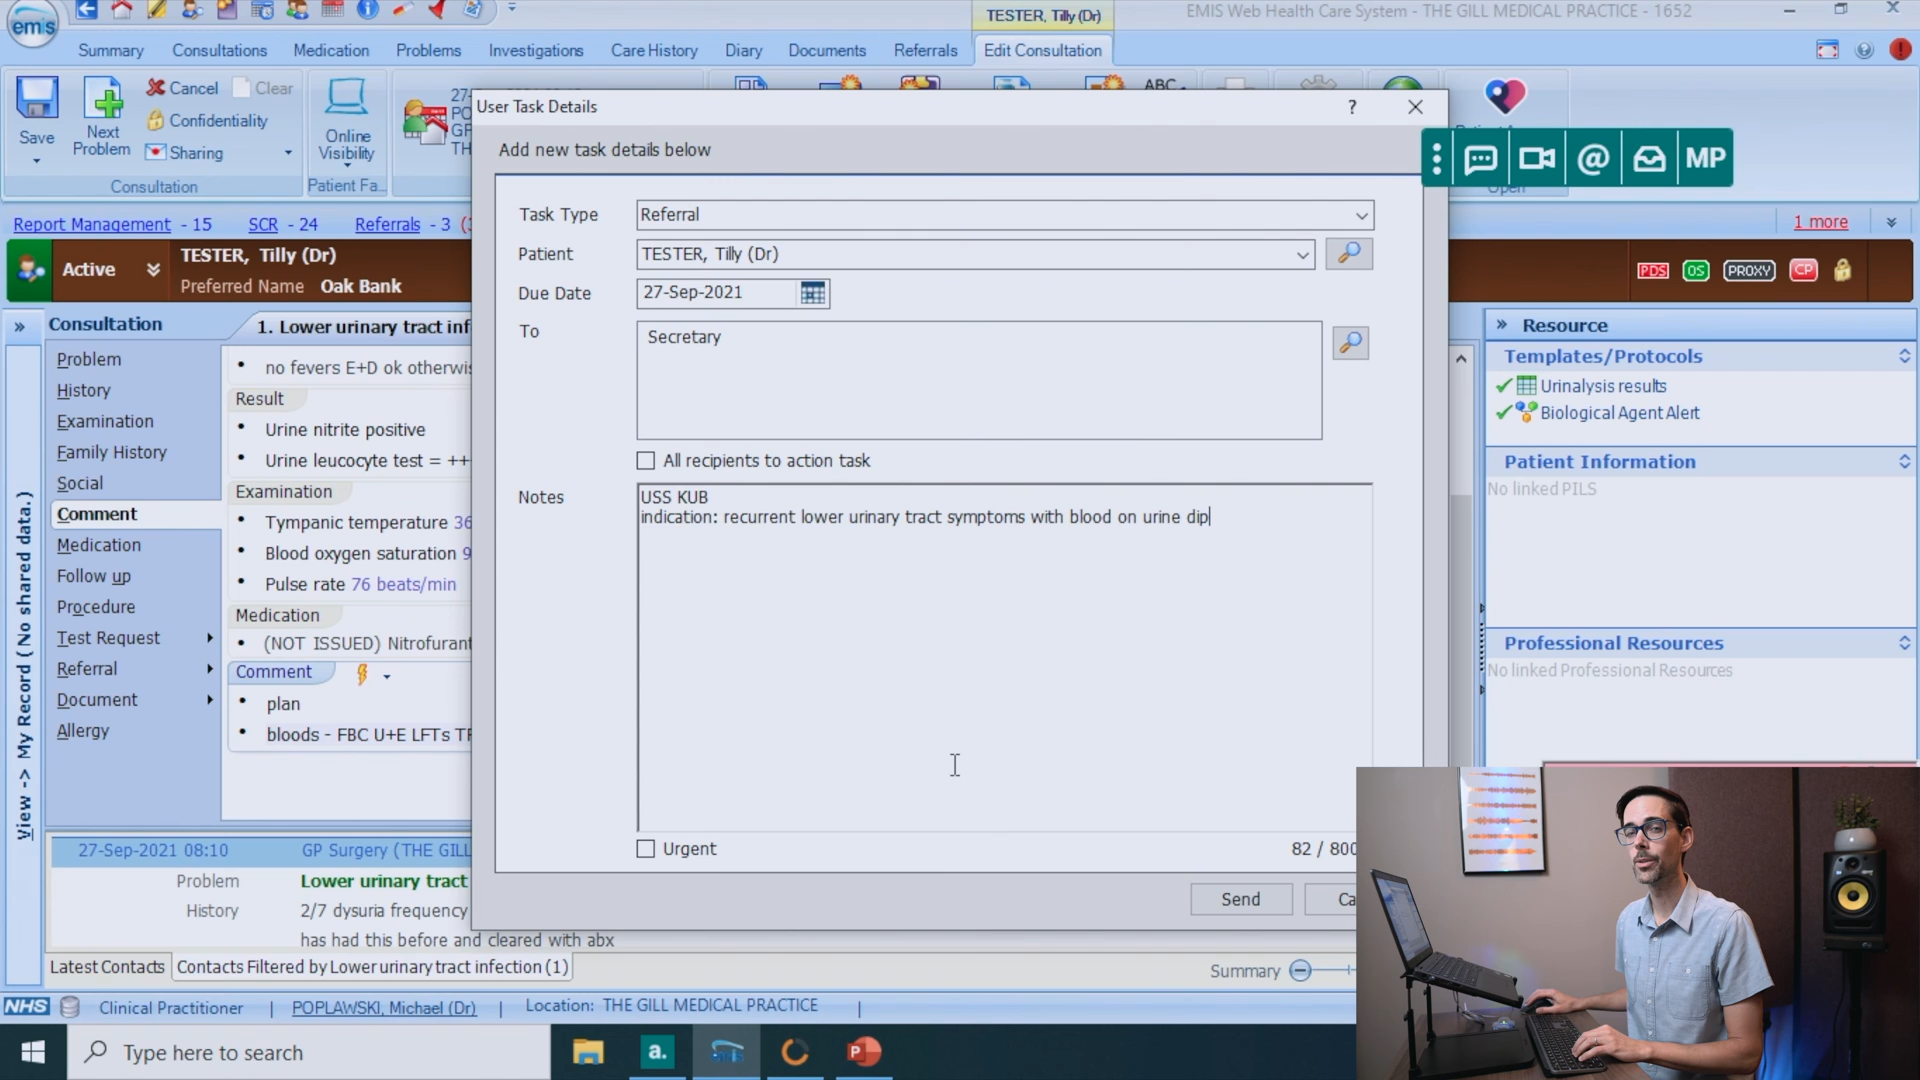 emis
TESTER, Tilly (Dr)
EMIS Web Health Care System - THE GILL MEDICAL PRACTICE - 1652
Summary
Consultations
Medication
Problems
Investigations
Care History
Diary
Documents
Referrals
Edit Consultation
Save
Next
Problem
Cancel
Clear
Confidentiality
Sharing
Consultation
Online
Visibility
Patient Fa...
27-
PO
GP
TH
ABC
Open
MP
User Task Details
?
Add new task details below
Task Type
Referral
Patient
TESTER, Tilly (Dr)
Due Date
27-Sep-2021
To
Secretary
All recipients to action task
Notes
USS KUB
indication: recurrent lower urinary tract symptoms with blood on urine dip
Urgent
82 / 800
Send
Ca
Report Management - 15
SCR - 24
Referrals - 3
1 more
Active
TESTER, Tilly (Dr)
Preferred Name Oak Bank
PDS
OS
PROXY
CP
View -> My Record ( No shared data.)
Consultation
Problem
History
Examination
Family History
Social
Comment
Medication
Follow up
Procedure
Test Request
Referral
Document
Allergy
1. Lower urinary tract inf
no fevers E+D ok otherwis
Result
Urine nitrite positive
Urine leucocyte test = ++
Examination
Tympanic temperature 36
Blood oxygen saturation 9
Pulse rate 76 beats/min
Medication
(NOT ISSUED) Nitrofurant
Comment
plan
bloods - FBC U+E LFTs TF
Resource
Templates/Protocols
Urinalysis results
Biological Agent Alert
Patient Information
No linked PILS
Professional Resources
No linked Professional Resources
27-Sep-2021 08:10
GP Surgery (THE GILL
Problem
Lower urinary tract
History
2/7 dysuria frequency
has had this before and cleared with abx
Latest Contacts
Contacts Filtered by Lower urinary tract infection (1)
Summary
NHS
Clinical Practitioner
POPLAWSKI, Michael (Dr)
Location: THE GILL MEDICAL PRACTICE
Type here to search
a.
P